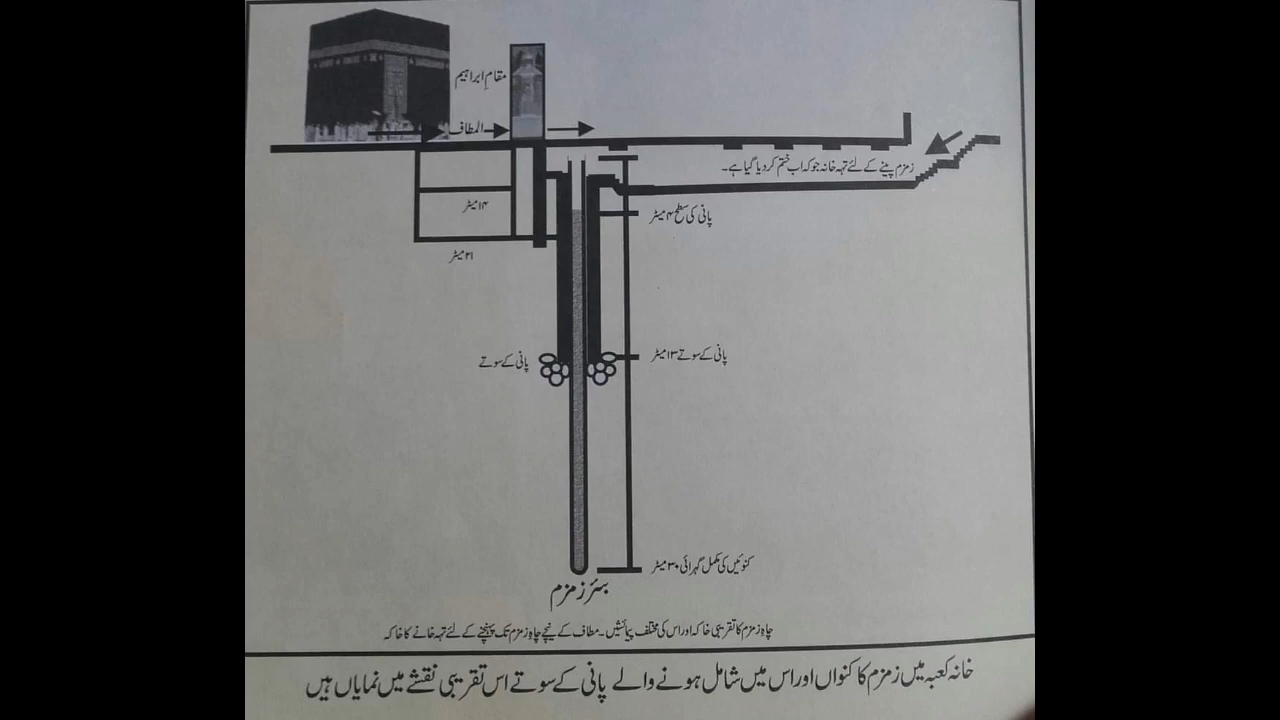 مقامِ ابراہیم
المطاف
زمزم پینے کے لئے تہہ خانہ جو کہ اب ختم کر دیا گیا ہے۔
۱۴ میٹر
پانی کی سطح ۴ میٹر
۲۱ میٹر
پانی کے سوتے ۱۳ میٹر
پانی کے سوتے
کنوئیں کی مکمل گہرائی ۳۰ میٹر
بئر زمزم
چاہِ زمزم کا تقریبی خاکہ اور اس کی مختلف پیمائشیں۔ مطاف کے نیچے چاہِ زمزم تک پہنچنے کے لئے تہہ خانے کا خاکہ
خانہ کعبہ میں زمزم کا کنواں اور اس میں شامل ہونے والے پانی کے سوتے اس تقریبی نقشے میں نمایاں ہیں